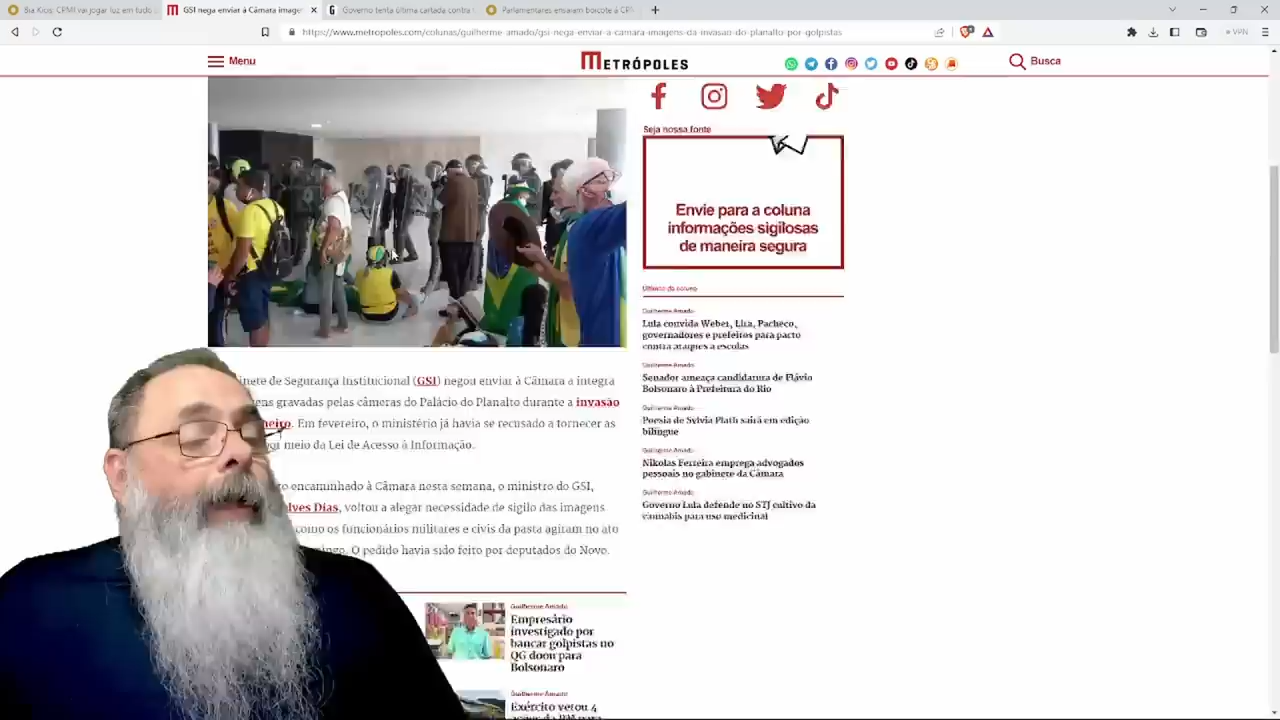 Bia Kicis: CPMI vai jogar luz em tudo
GSI nega enviar à Câmara image
Governo tenta última cartada contra
Parlamentares ensaiam boicote à CPM
https://www.metropoles.com/colunas/guilherme-amado/gsi-nega-enviar-a-camara-imagens-da-invasao-do-planalto-por-golpistas
VPN
Menu
METRÓPOLES
Busca
Seja nossa fonte
Envie para a coluna
informações sigilosas
de maneira segura
Últimas da coluna
Guilherme Amado
Lula convida Weber, Lira, Pacheco,
governadores e prefeitos para pacto
contra ataques a escolas
Guilherme Amado
Senador ameaça candidatura de Flávio
Bolsonaro à Prefeitura do Rio
Guilherme Amado
Poesia de Sylvia Plath sairá em edição
bilíngue
Guilherme Amado
Nikolas Ferreira emprega advogados
pessoais no gabinete da Câmara
Guilherme Amado
Governo Lula defende no STJ cultivo da
cannabis para uso medicinal
inete de Segurança Institucional (GSI) negou enviar à Câmara a íntegra
ens gravadas pelas câmeras do Palácio do Planalto durante a invasão
neiro. Em fevereiro, o ministério já havia se recusado a fornecer as
por meio da Lei de Acesso à Informação.
to encaminhado à Câmara nesta semana, o ministro do GSI,
lves Dias, voltou a alegar necessidade de sigilo das imagens
como os funcionários militares e civis da pasta agiram no ato
mingo. O pedido havia sido feito por deputados do Novo.
Guilherme Amado
Empresário
investigado por
bancar golpistas no
QG doou para
Bolsonaro
Guilherme Amado
Exército vetou 4